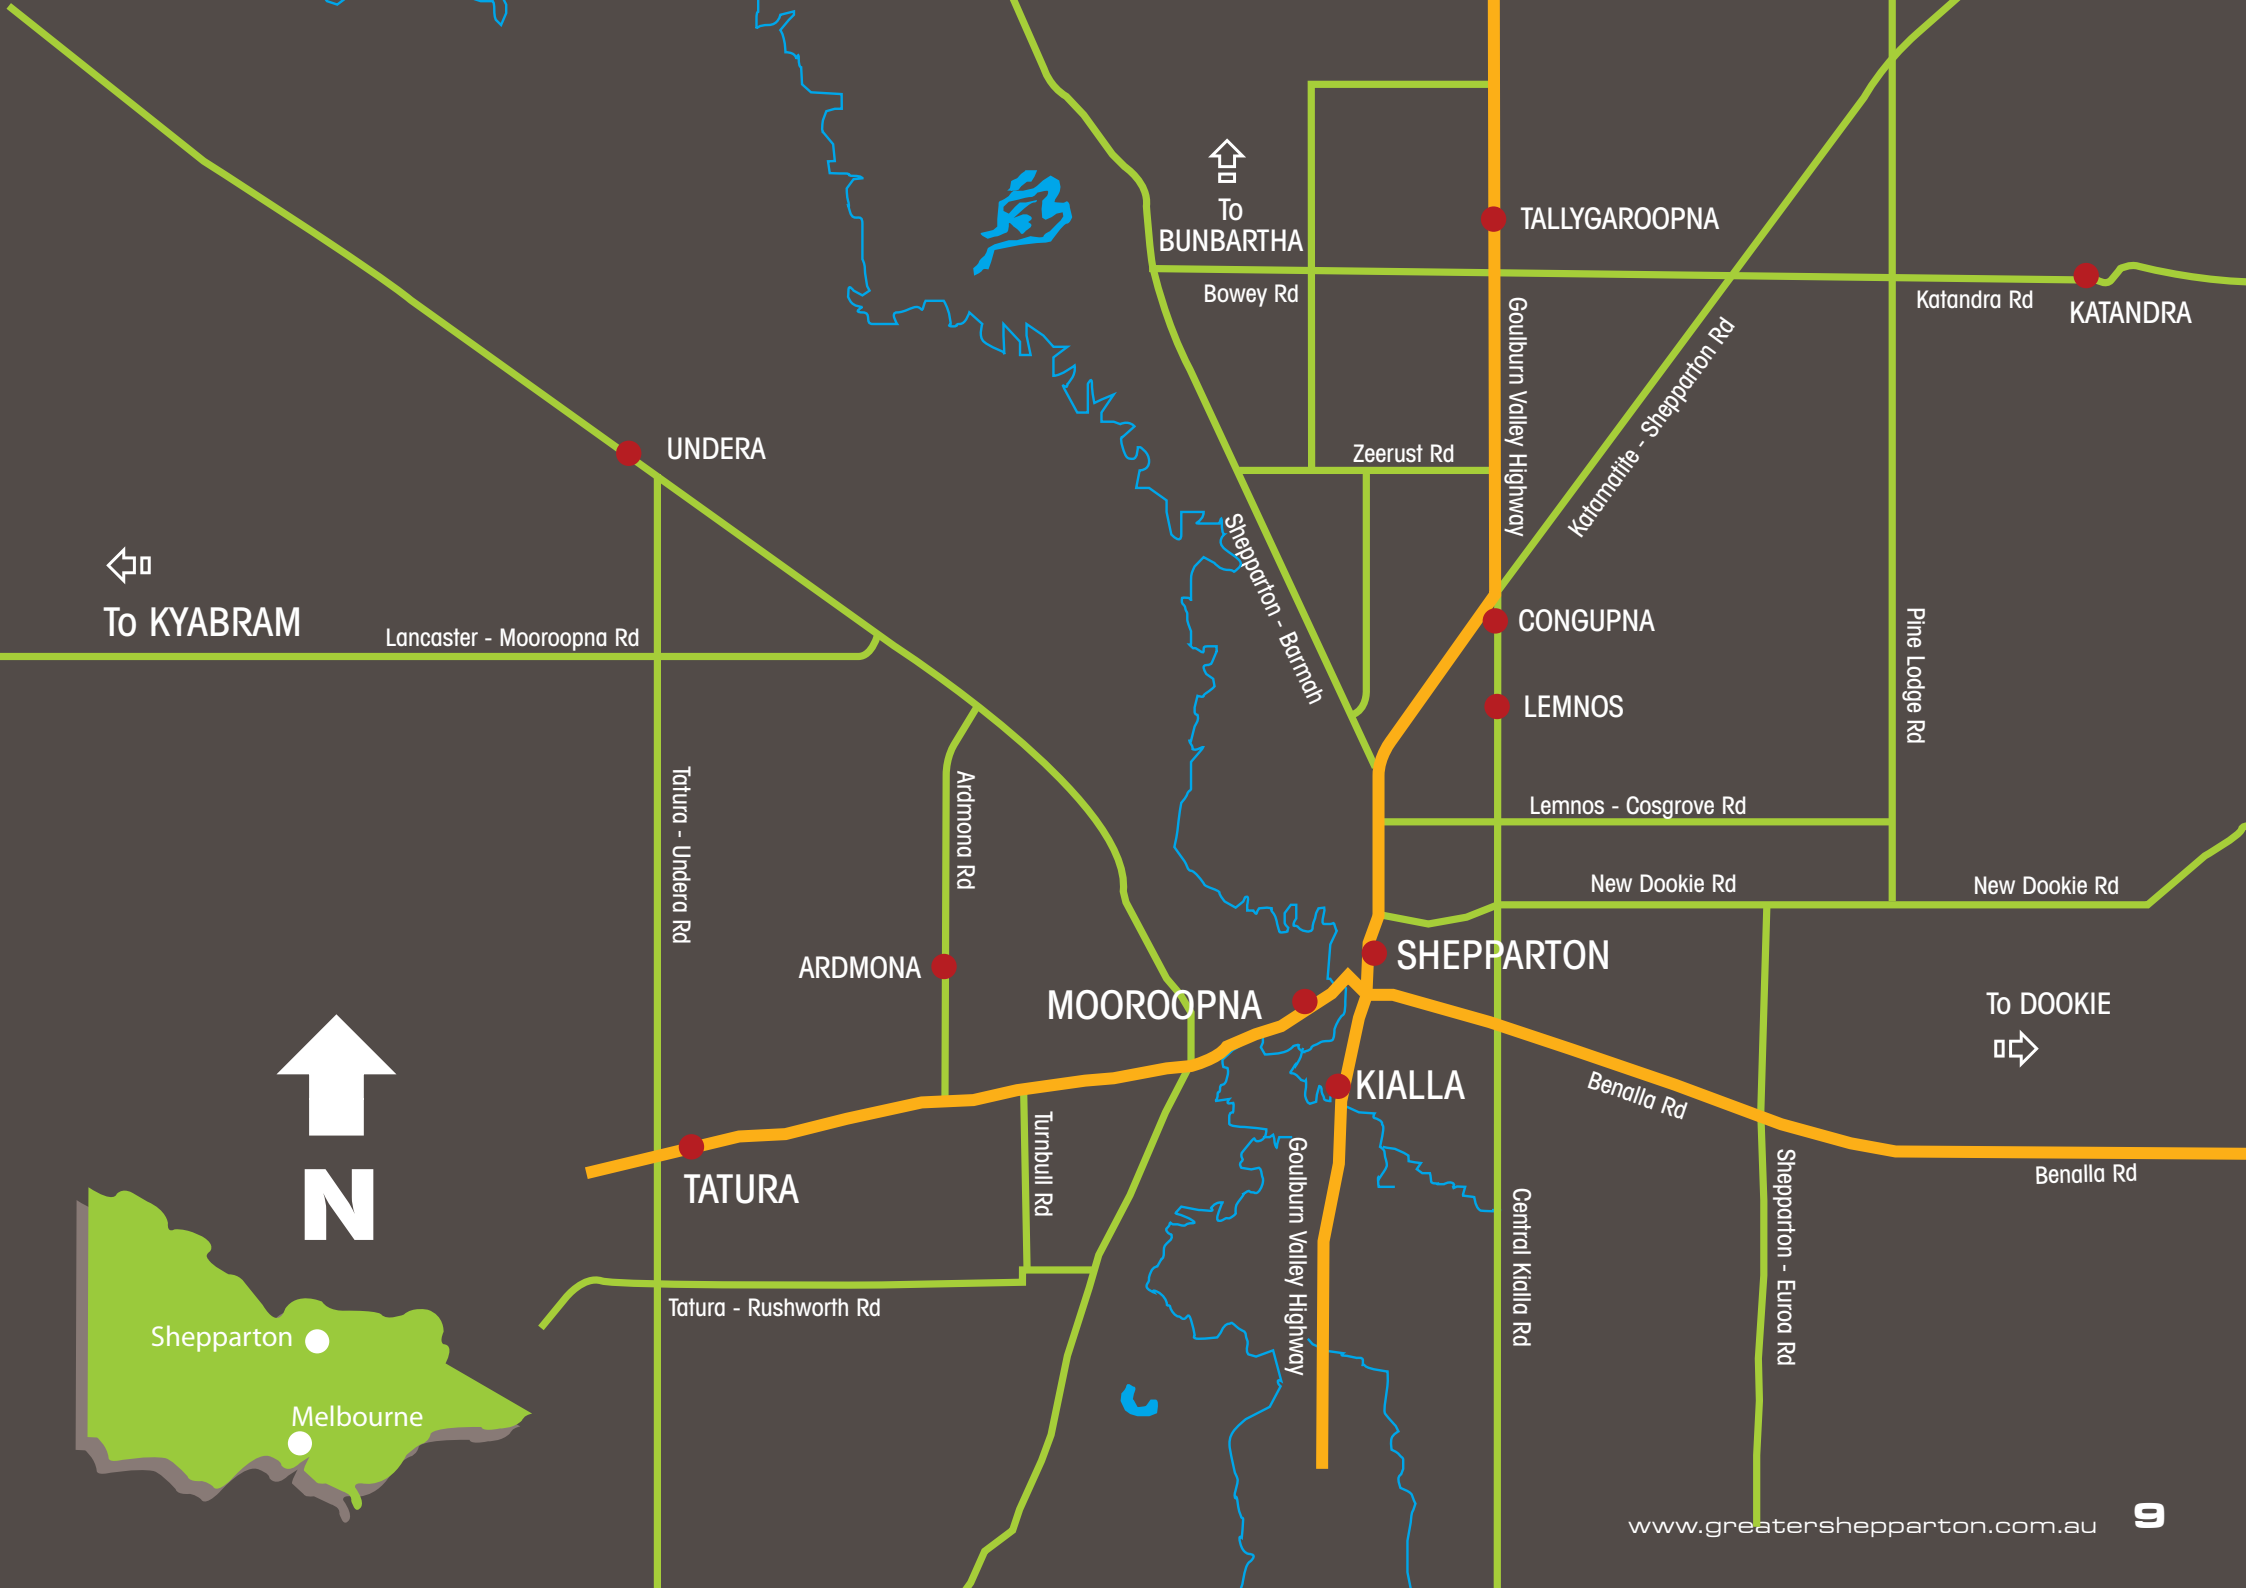 To
BUNBARTHA
TALLYGAROOPNA
Bowey Rd
Katandra Rd
KATANDRA
Goulburn Valley Highway
Katamatite - Shepparton Rd
UNDERA
Zeerust Rd
Shepparton - Barmah
To KYABRAM
Lancaster - Mooroopna Rd
CONGUPNA
Pine Lodge Rd
LEMNOS
Tatura - Undera Rd
Ardmona Rd
Lemnos - Cosgrove Rd
New Dookie Rd
New Dookie Rd
ARDMONA
SHEPPARTON
MOOROOPNA
To DOOKIE
KIALLA
Benalla Rd
Turnbull Rd
Goulburn Valley Highway
Shepparton - Euroa Rd
Benalla Rd
TATURA
N
Central Kialla Rd
Tatura - Rushworth Rd
Shepparton
Melbourne
www.greatershepparton.com.au
9